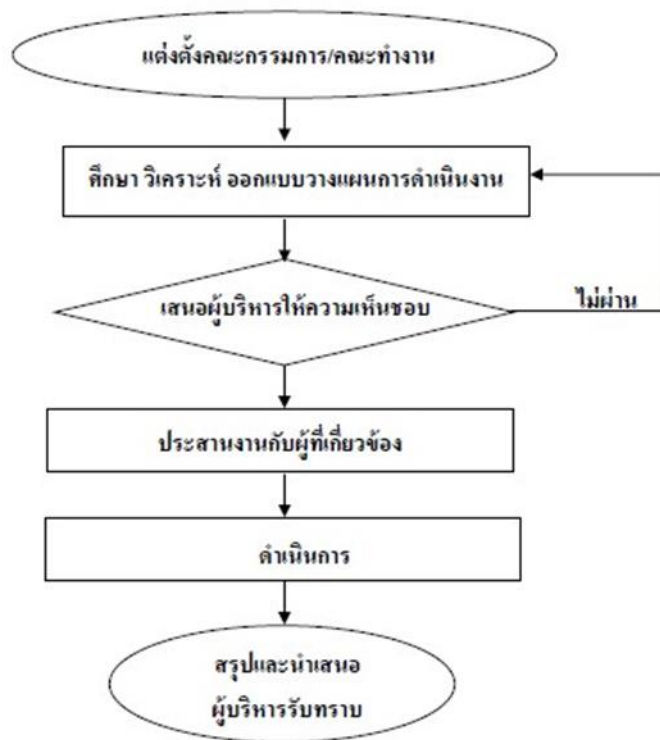 แต่งตั้งคณะกรรมการ/คณะทำงาน
ศึกษา วิเคราะห์ ออกแบบวางแผนการดำเนินงาน
เสนอผู้บริหารให้ความเห็นชอบ
ไม่ผ่าน
ประสานงานกับผู้ที่เกี่ยวข้อง
ดำเนินการ
สรุปและนำเสนอ
ผู้บริหารรับทราบ